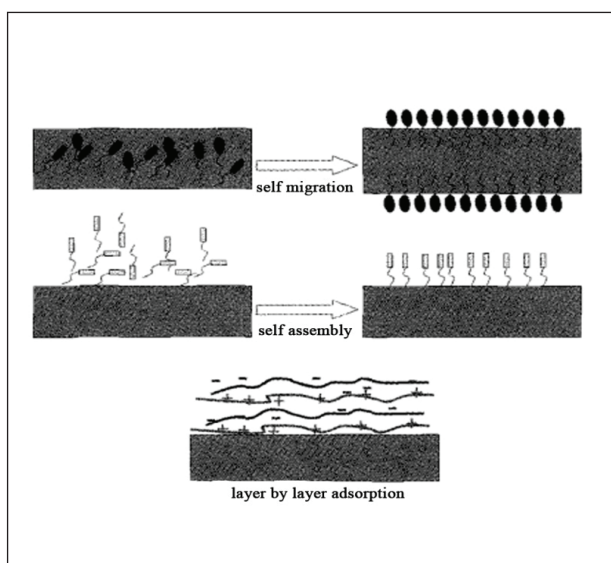 self migration
self assembly
layer by layer adsorption